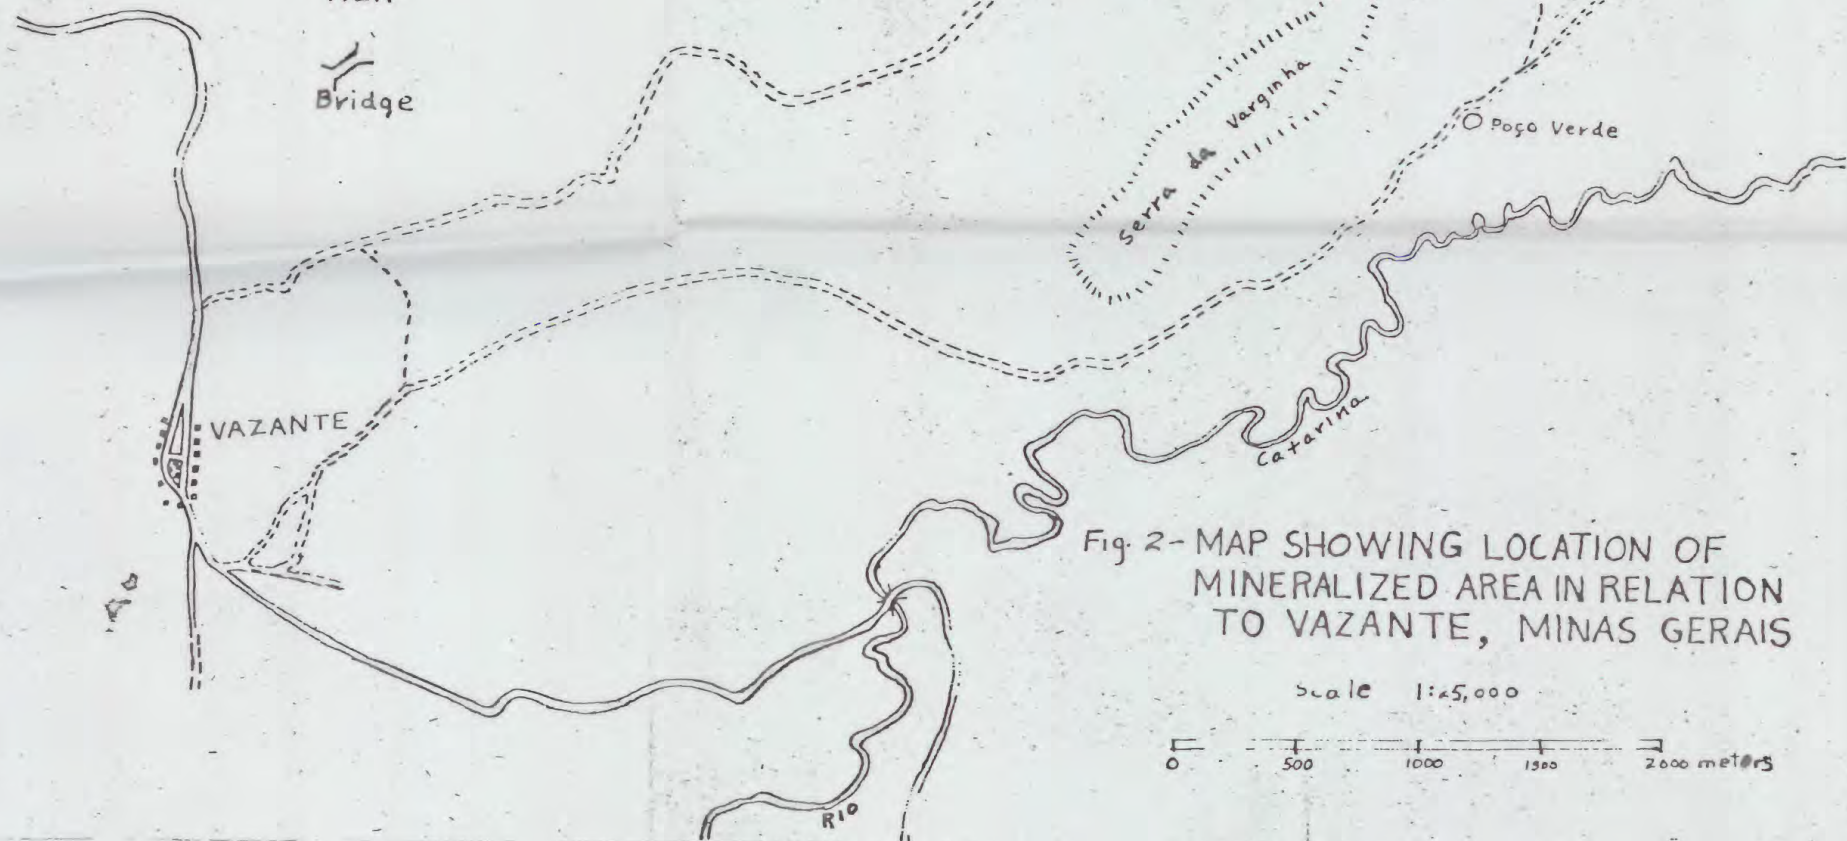 Bridge
Serra da Varginha
Poço Verde
VAZANTE
Catarina
Fig. 2- MAP SHOWING LOCATION OF
MINERALIZED AREA IN RELATION
TO VAZANTE, MINAS GERAIS
Scale 1:25,000
0 500 1000 1500 2000 meters
RIO